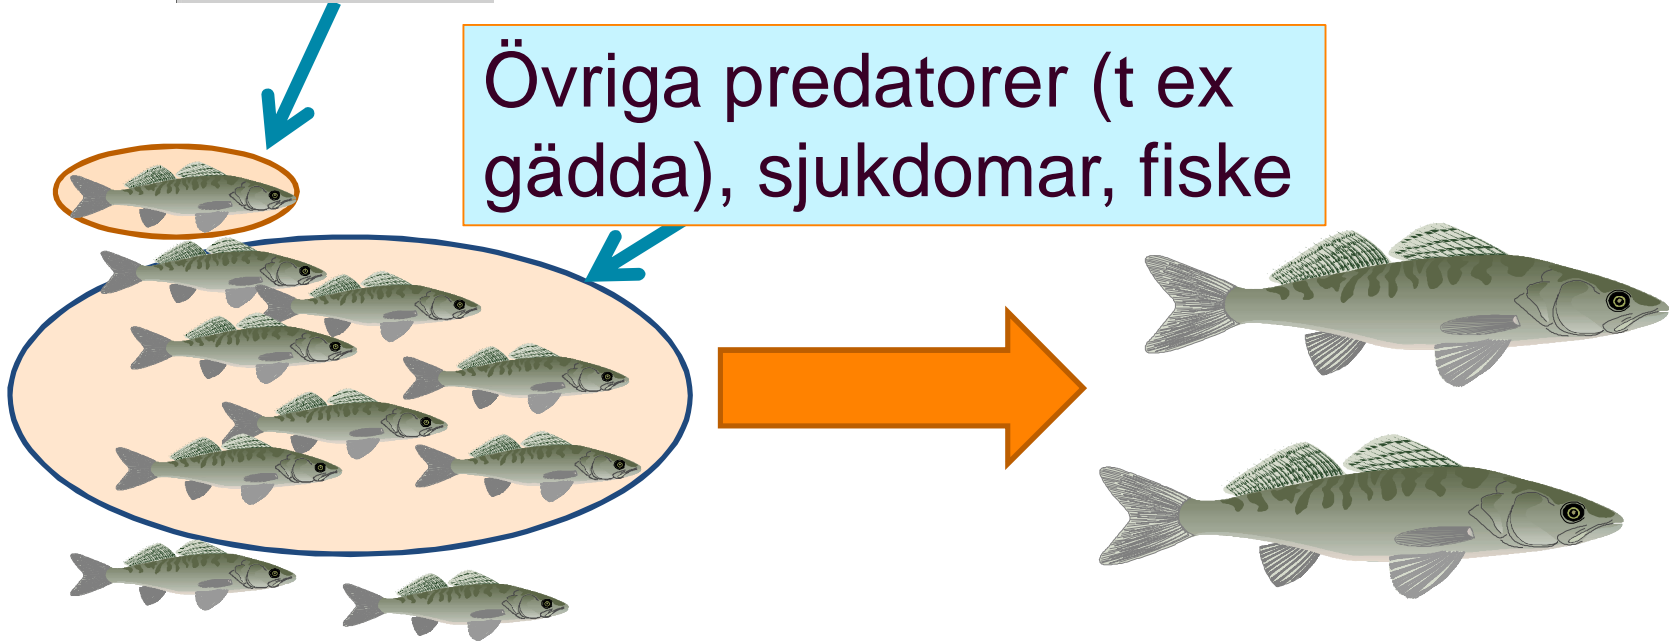 Övriga predatorer (t ex
gädda), sjukdomar, fiske